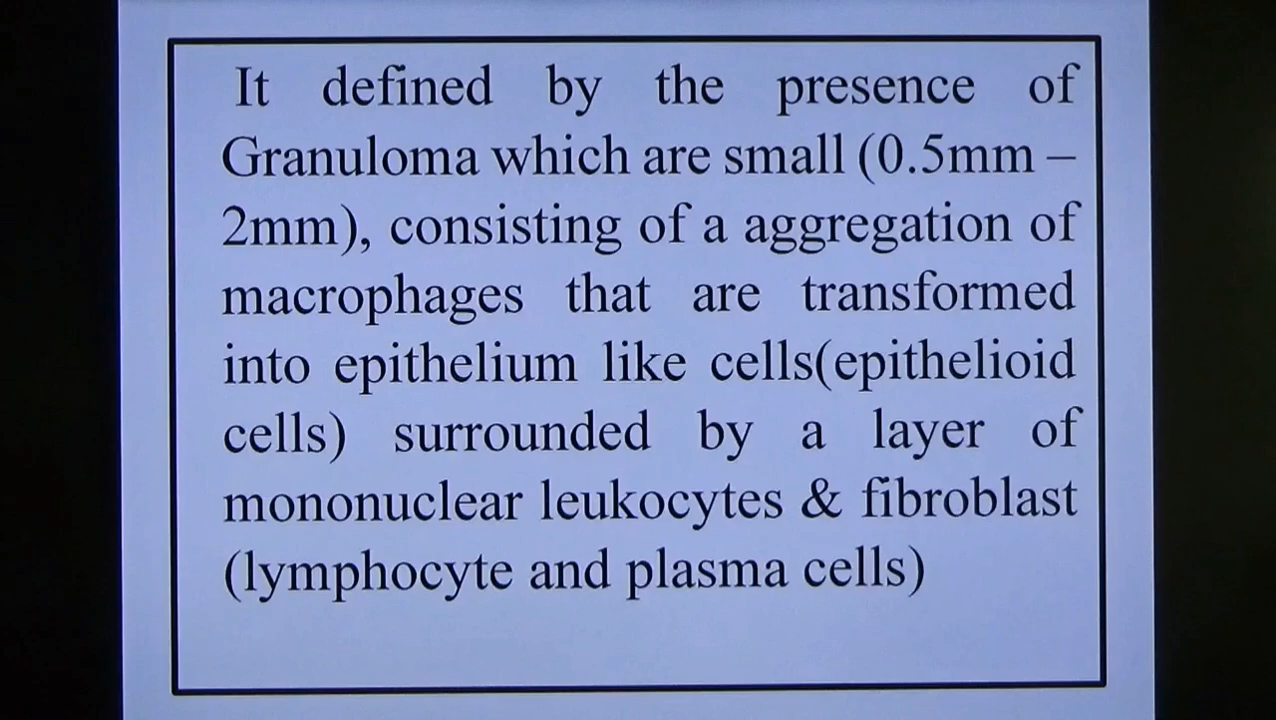 It defined by the presence of
Granuloma which are small (0.5mm –
2mm), consisting of a aggregation of
macrophages that are transformed
into epithelium like cells(epithelioid
cells) surrounded by a layer of
mononuclear leukocytes & fibroblast
(lymphocyte and plasma cells)